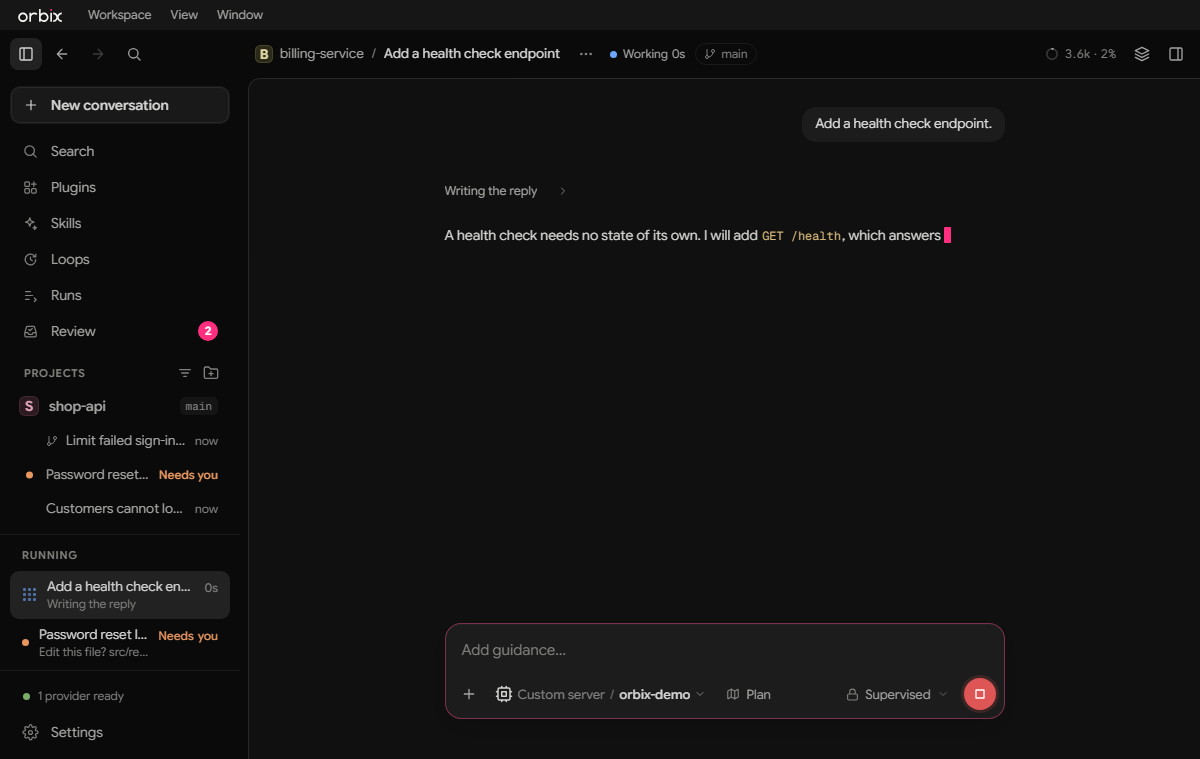 orbix Workspace View Window
B billing-service / Add a health check endpoint ··· Working 0s main 3.6k · 2%
New conversation
Search
Plugins
Skills
Loops
Runs
Review 2
PROJECTS
S shop-api main
Limit failed sign-in... now
Password reset... Needs you
Customers cannot lo... now
RUNNING
Add a health check en... 0s
Writing the reply
Password reset l... Needs you
Edit this file? src/re...
1 provider ready
Settings
Add a health check endpoint.
Writing the reply
A health check needs no state of its own. I will add GET /health, which answers
Add guidance...
Custom server / orbix-demo Plan Supervised